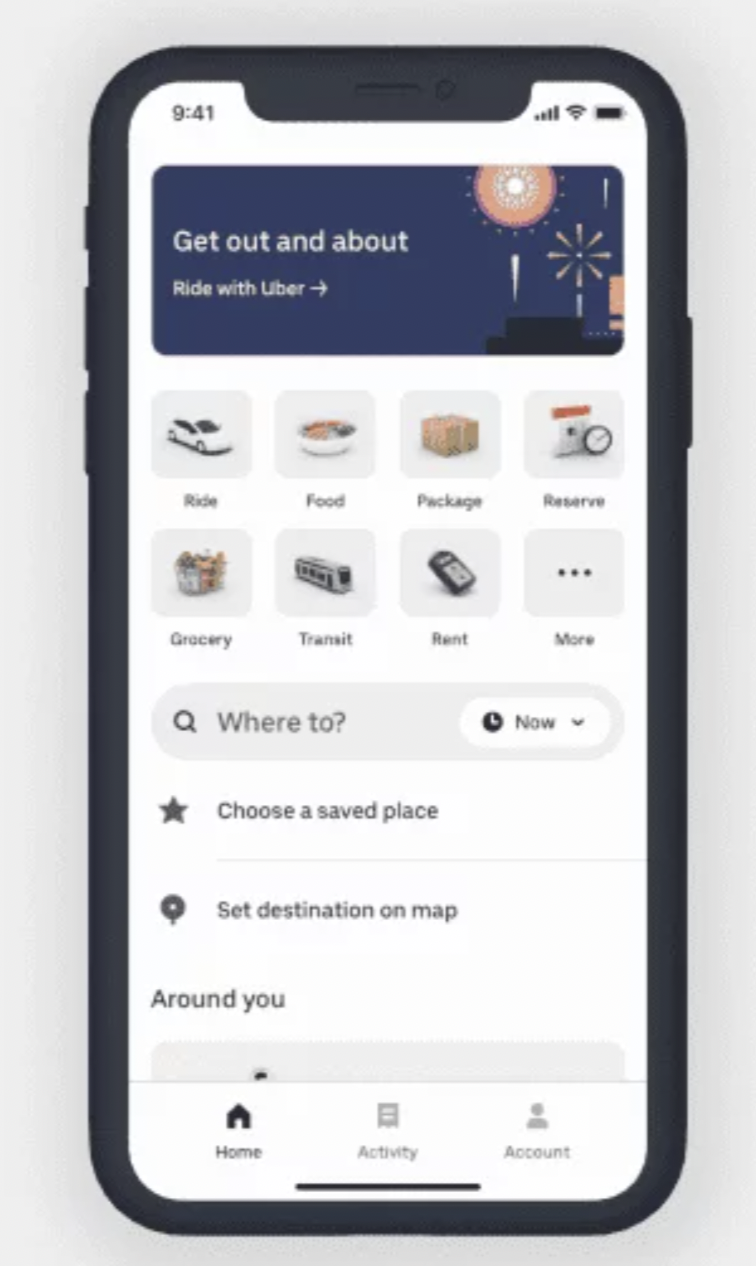 9:41
Get out and about
Ride with Uber →
Ride Food Package Reserve
Grocery Transit Rent More
Where to? Now
Choose a saved place
Set destination on map
Around you
Home Activity Account